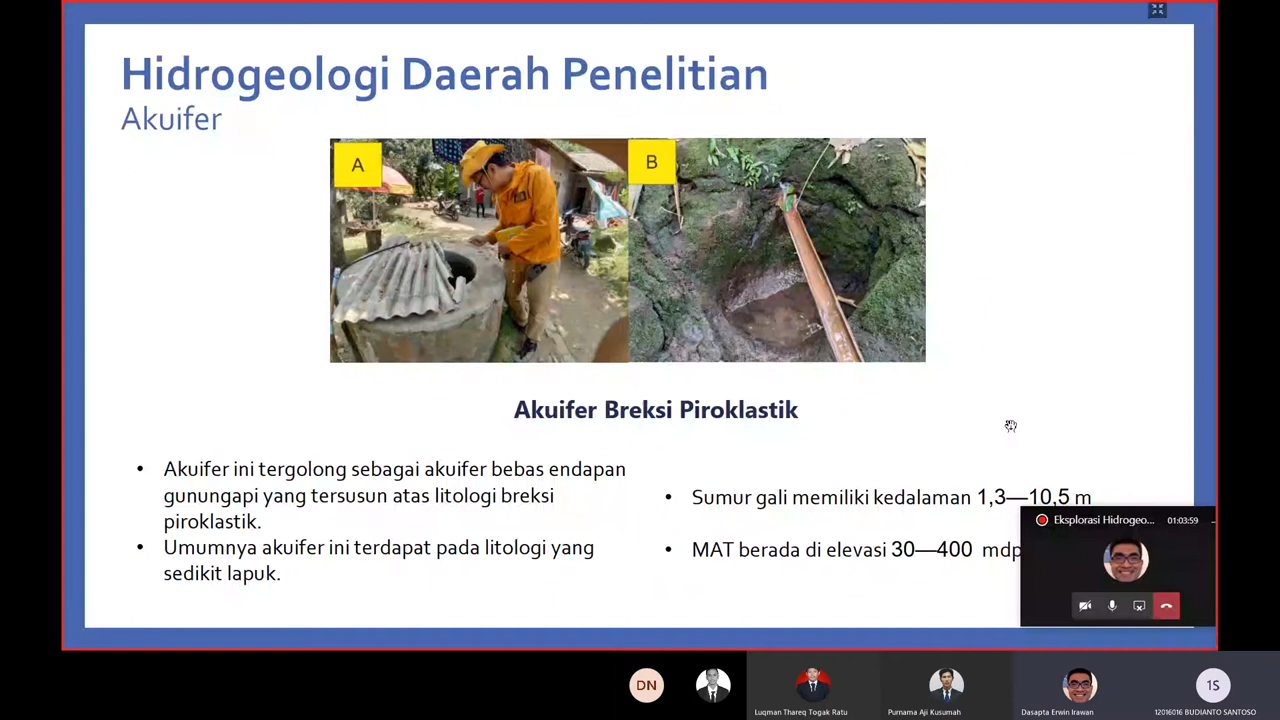 Hidrogeologi Daerah Penelitian
Akuifer
A
B
Akuifer Breksi Piroklastik
• Akuifer ini tergolong sebagai akuifer bebas endapan
gunungapi yang tersusun atas litologi breksi
piroklastik.
• Umumnya akuifer ini terdapat pada litologi yang
sedikit lapuk.
• Sumur gali memiliki kedalaman 1,3—10,5 m
• MAT berada di elevasi 30—400 mdp
Eksplorasi Hidrogeo... 01:03:59
DN
1S
Luqman Thareq Togak Ratu
Purnama Aji Kusumah
Dasapta Erwin Irawan
12016016 BUDIANTO SANTOSO